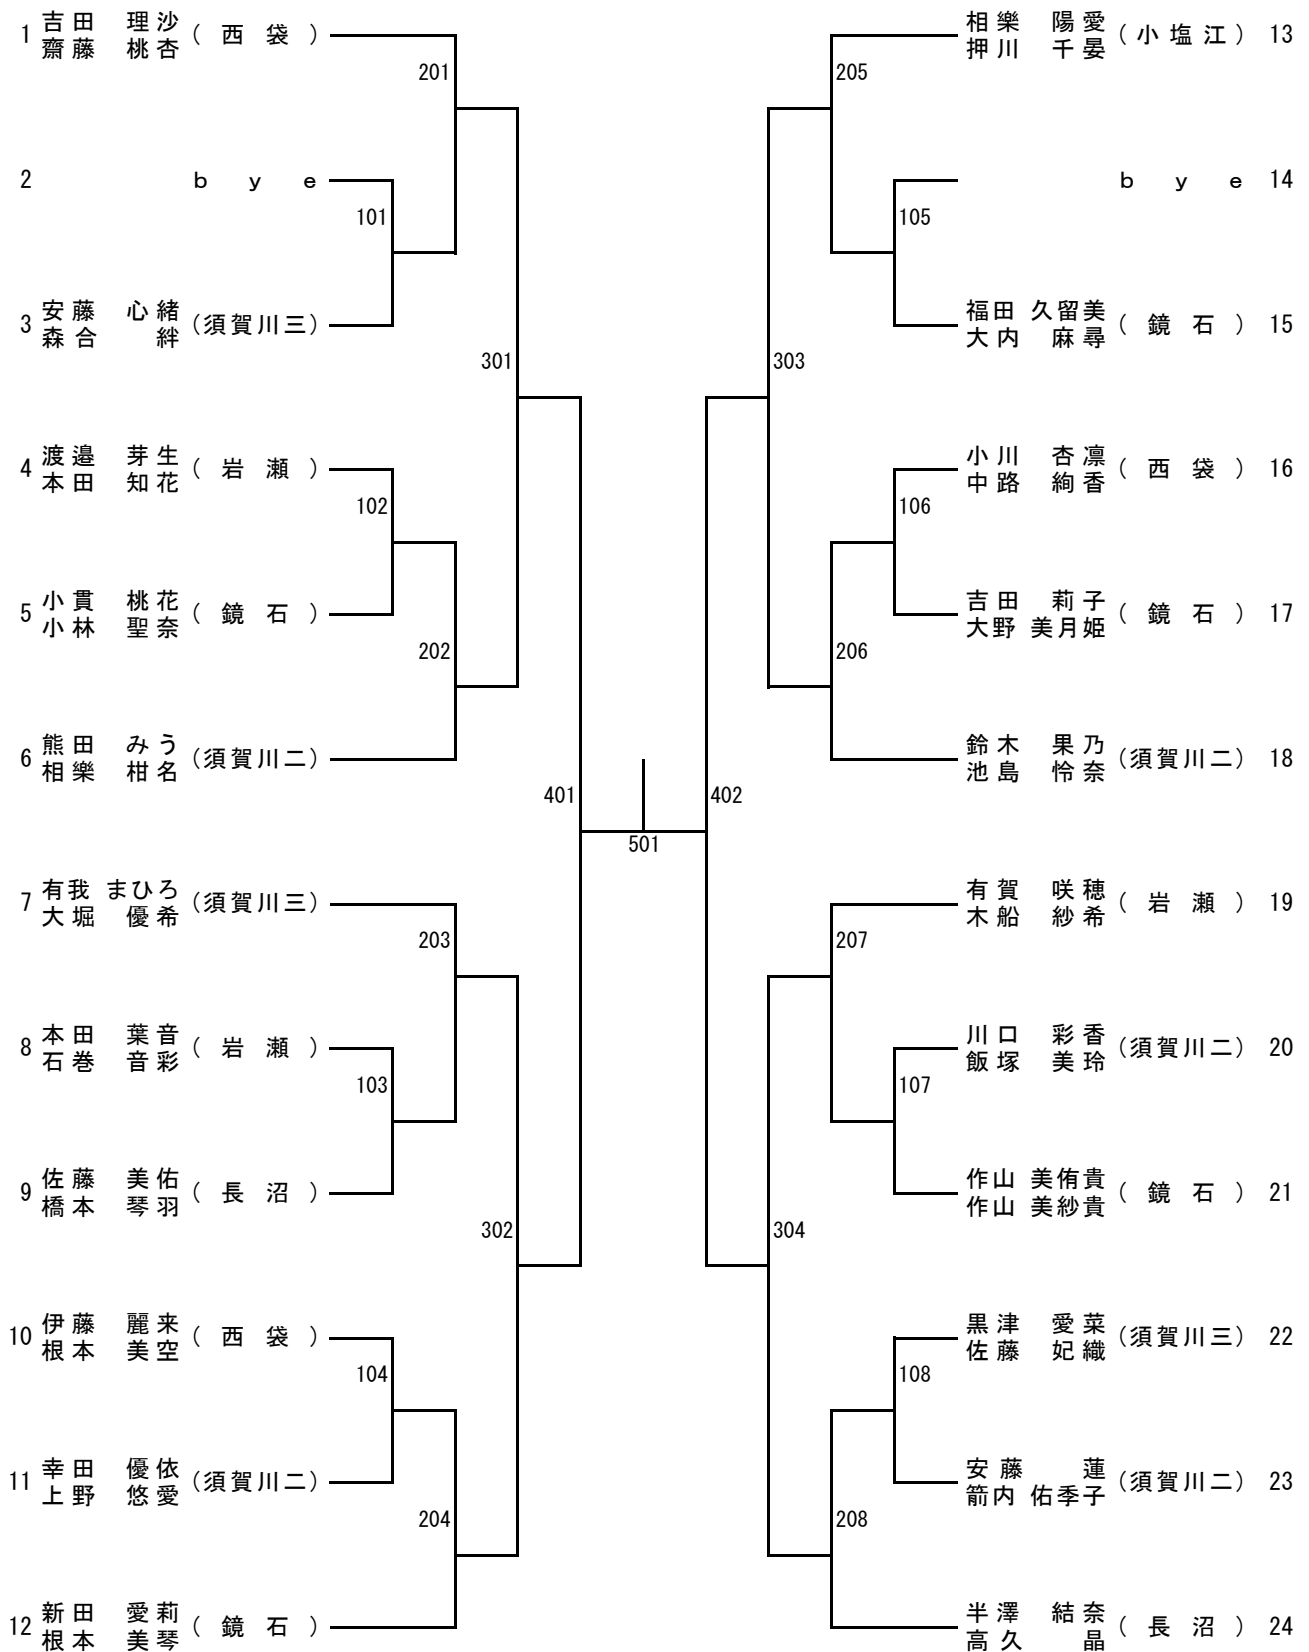 1 吉田 理沙 (西袋)
齋藤 桃杏
201
2 bye
101
3 安藤 心緒 (須賀川三)
森合 絆
301
4 渡邉 芽生 (岩瀬)
本田 知花
102
5 小貫 桃花 (鏡石)
小林 聖奈
202
6 熊田 みう (須賀川二)
相樂 柑名
401
7 有我 まひろ (須賀川三)
大堀 優希
203
8 本田 葉音 (岩瀬)
石巻 音彩
103
9 佐藤 美佑 (長沼)
橋本 琴羽
302
10 伊藤 麗来 (西袋)
根本 美空
104
11 幸田 優依 (須賀川二)
上野 悠愛
204
12 新田 愛莉 (鏡石)
根本 美琴
501
相樂 陽愛 (小塩江) 13
押川 千晏
205
bye 14
105
福田 久留美 (鏡石) 15
大内 麻尋
303
小川 杏凛 (西袋) 16
中路 絢香
106
吉田 莉子 (鏡石) 17
大野 美月姫
206
鈴木 果乃 (須賀川二) 18
池島 怜奈
402
有賀 咲穂 (岩瀬) 19
木船 紗希
207
川口 彩香 (須賀川二) 20
飯塚 美玲
107
作山 美侑貴 (鏡石) 21
作山 美紗貴
304
黒津 愛菜 (須賀川三) 22
佐藤 妃織
108
安藤 蓮 (須賀川二) 23
箭内 佑季子
208
半澤 結奈 (長沼) 24
高久 晶